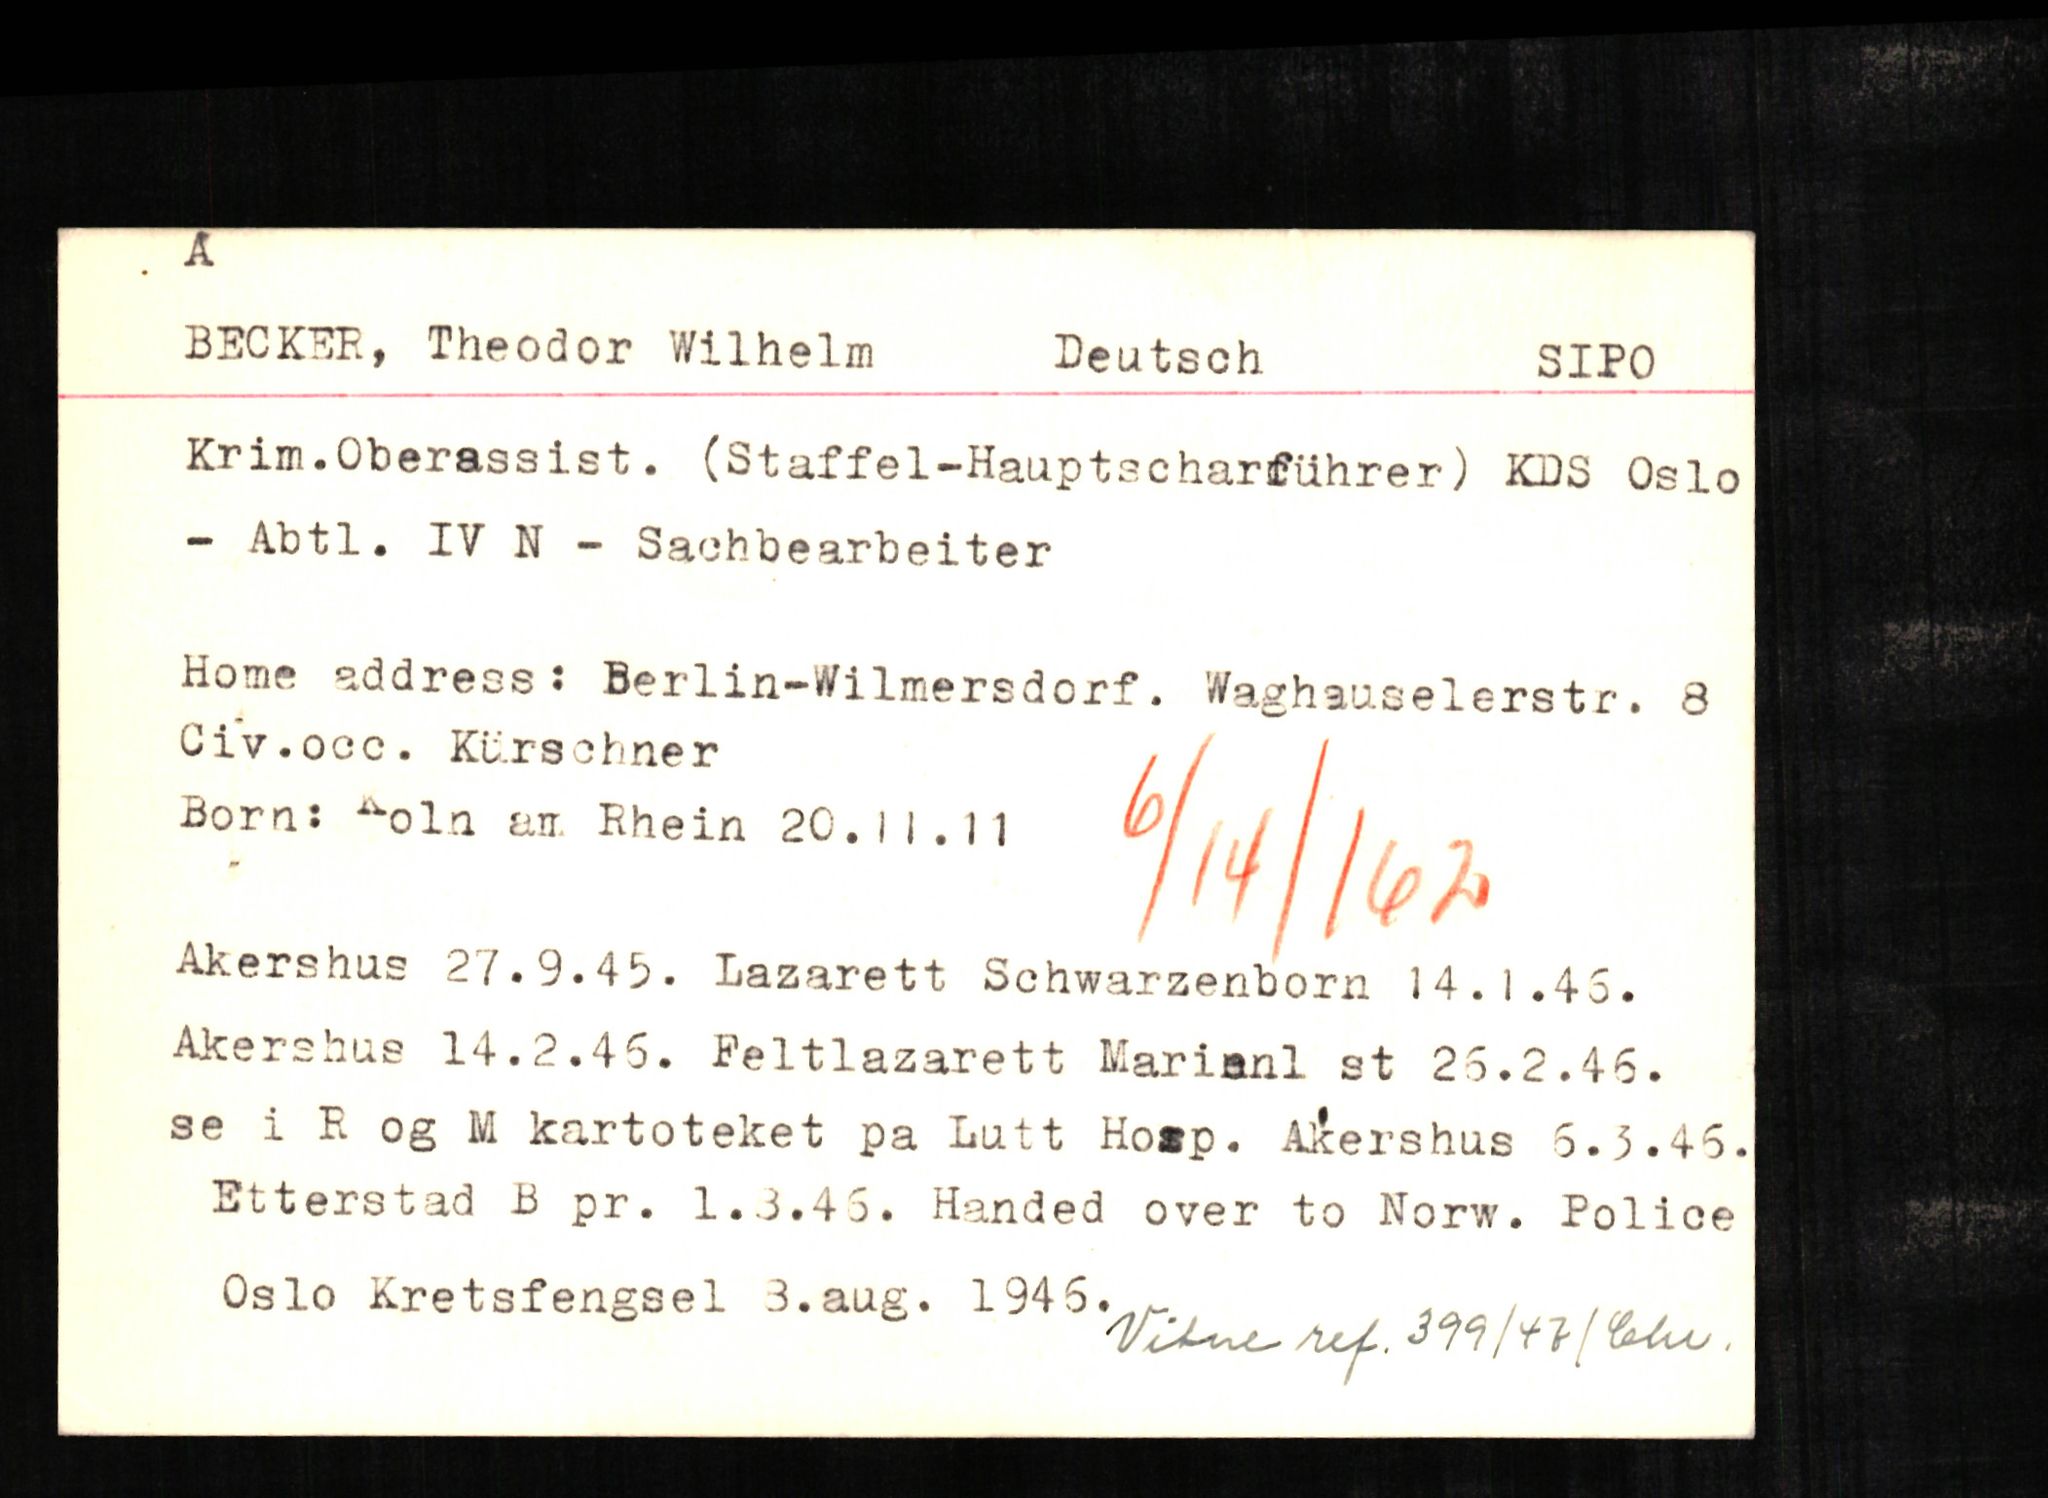 A
BECKER, Theodor Wilhelm Deutsch SIPO
Krim.Oberassist. (Staffel-Hauptscharführer) KDS Oslo
- Abtl. IV N - Sachbearbeiter
Home address: Berlin-Wilmersdorf. Waghauselerstr. 8
Civ.occ. Kürschner
Born: Koln am Rhein 20.11.11
6/14/162
Akershus 27.9.45. Lazarett Schwarzenborn 14.1.46.
Akershus 14.2.46. Feltlazarett Marienl st 26.2.46.
se i R og M kartoteket pa Lutt Hosp. Akershus 6.3.46.
Etterstad B pr. 1.8.46. Handed over to Norw. Police
Oslo Kretsfengsel 8.aug. 1946.
Vitne ref. 399/47/